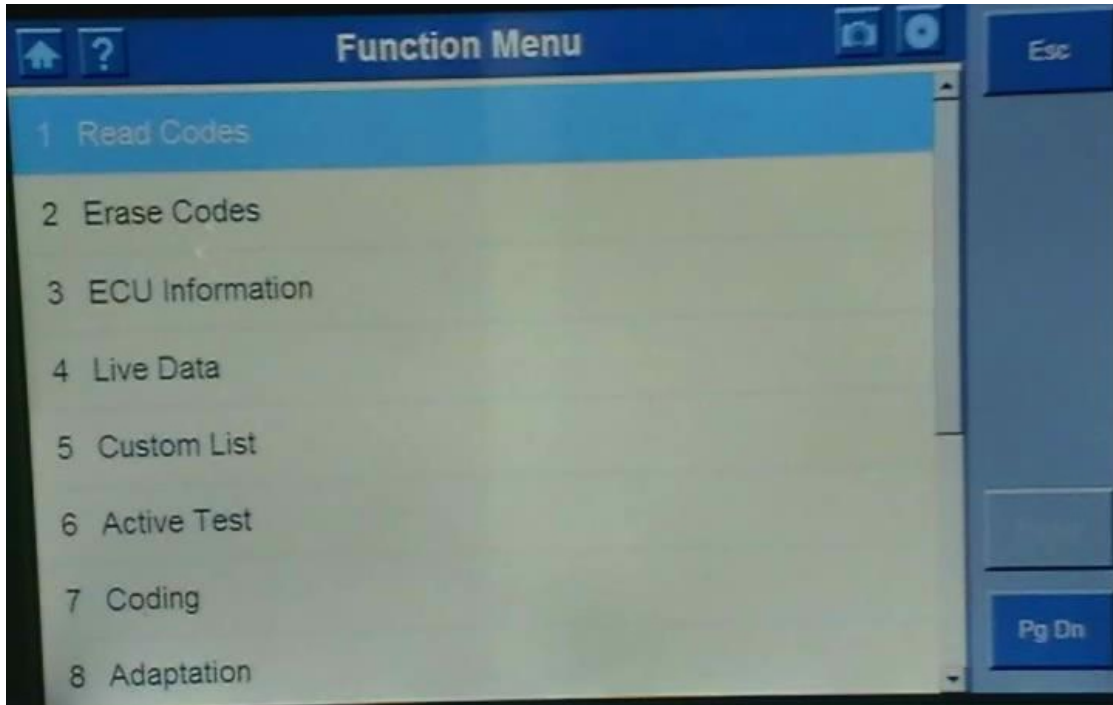 ?
Function Menu
Esc
1 Read Codes
2 Erase Codes
3 ECU Information
4 Live Data
5 Custom List
6 Active Test
7 Coding
8 Adaptation
Pg Dn